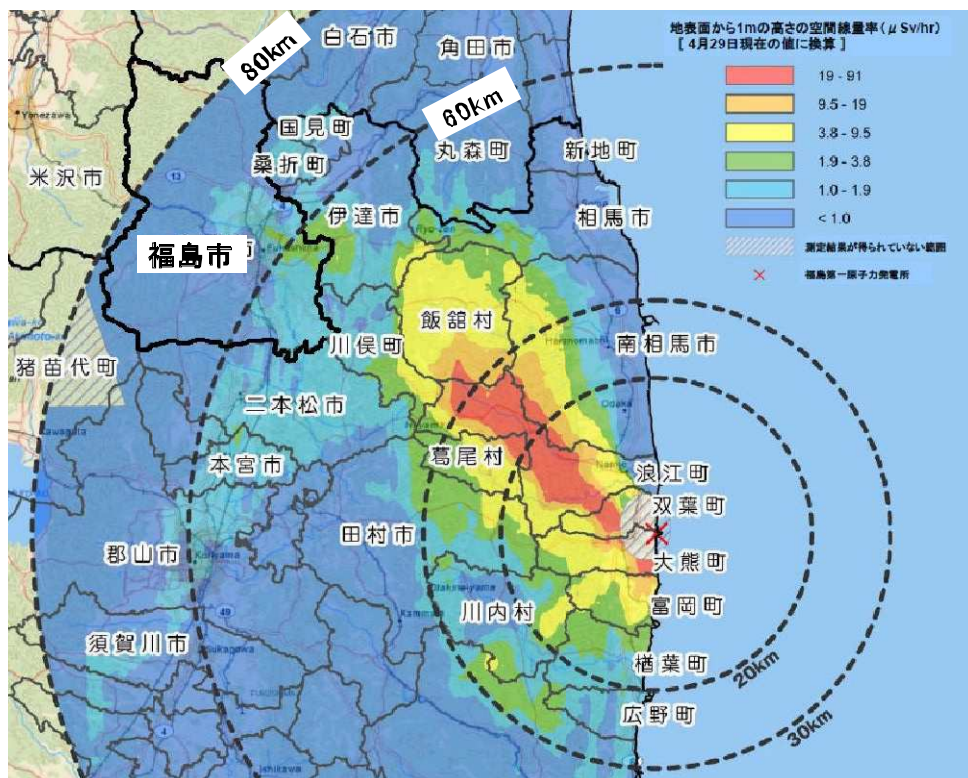 地表面から1mの高さの空間線量率(μSv/hr)
[ 4月29日現在の値に換算 ]
19 - 91
9.5 - 19
3.8 - 9.5
1.9 - 3.8
1.0 - 1.9
< 1.0
測定結果が得られていない範囲
福島第一原子力発電所
80km
60km
白石市
角田市
国見町
丸森町
新地町
桑折町
米沢市
Yonezawa
13
伊達市
相馬市
福島市
飯舘村
6
川俣町
南相馬市
猪苗代町
二本松市
Odaka
葛尾村
本宮市
浪江町
双葉町
田村市
郡山市
大熊町
川内村
富岡町
49
須賀川市
楢葉町
20km
広野町
30km
4